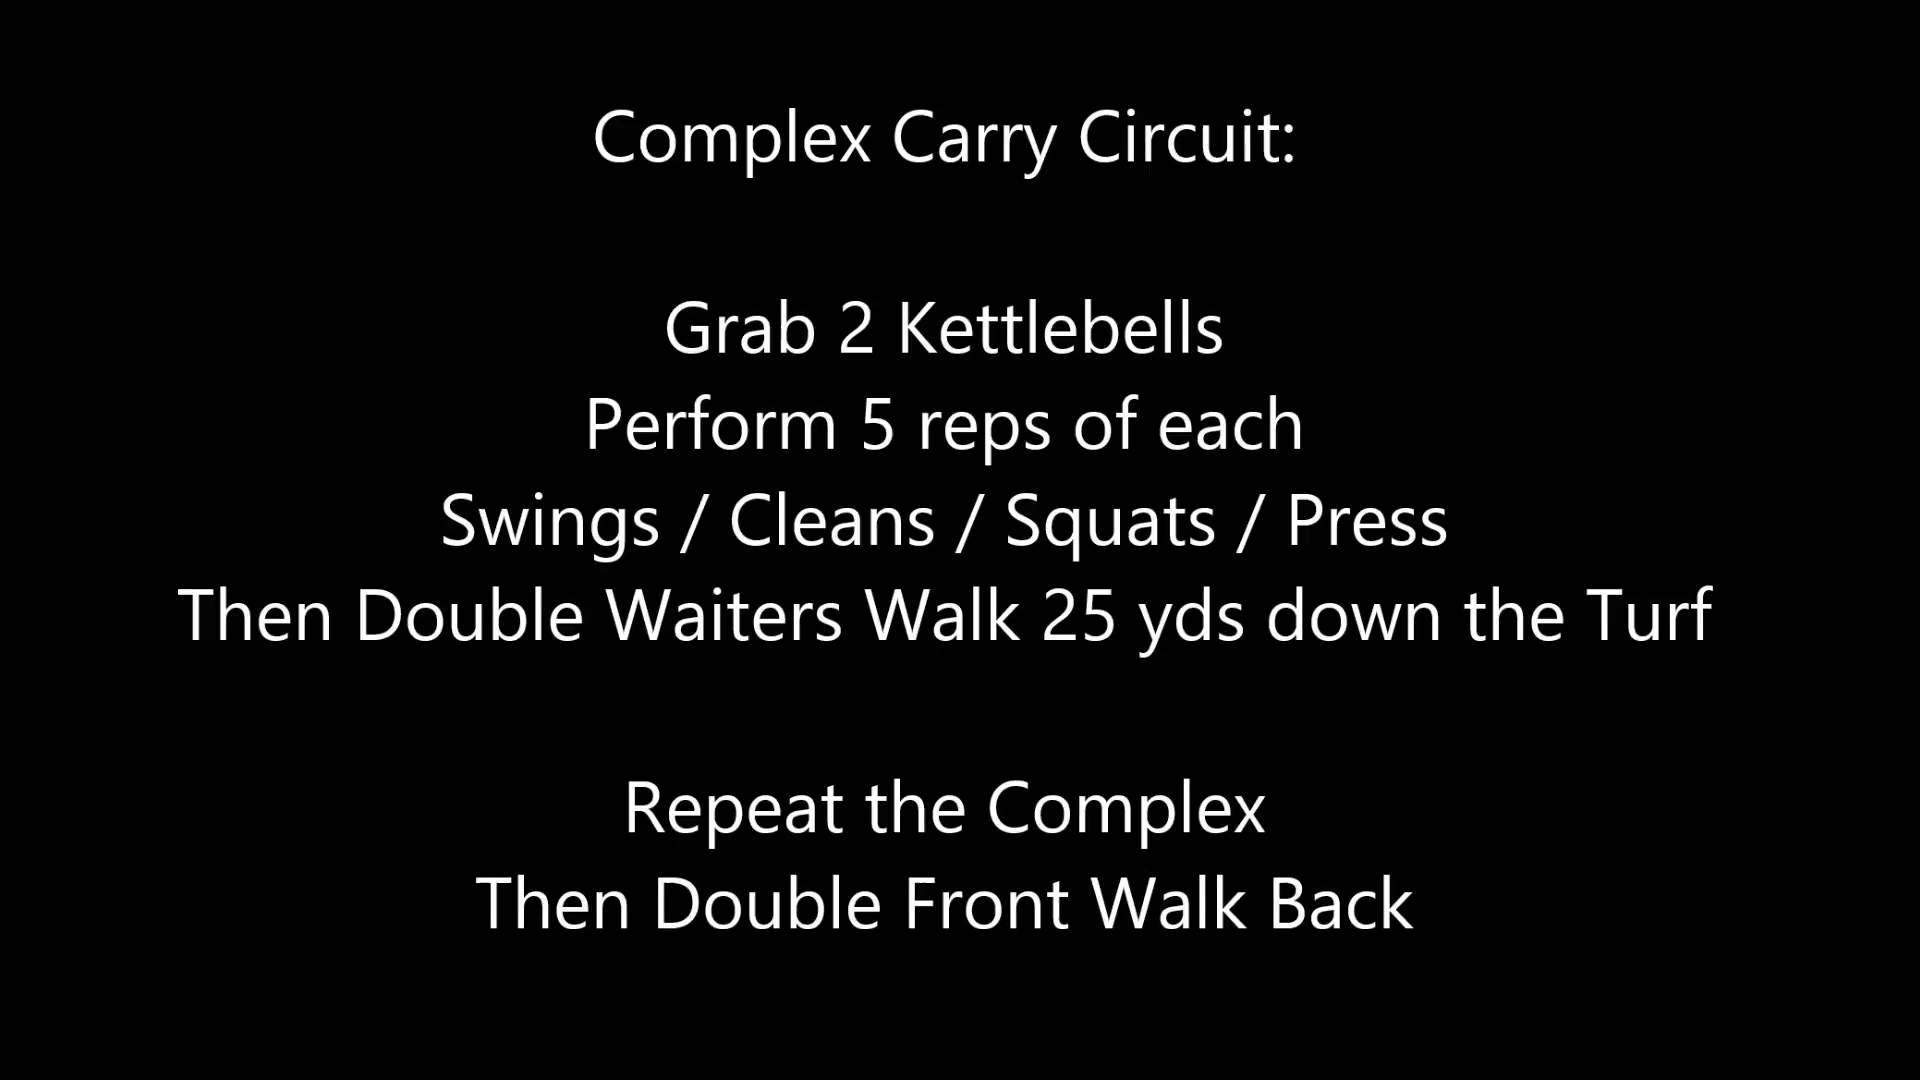 Complex Carry Circuit:
Grab 2 Kettlebells
Perform 5 reps of each
Swings / Cleans / Squats / Press
Then Double Waiters Walk 25 yds down the Turf
Repeat the Complex
Then Double Front Walk Back